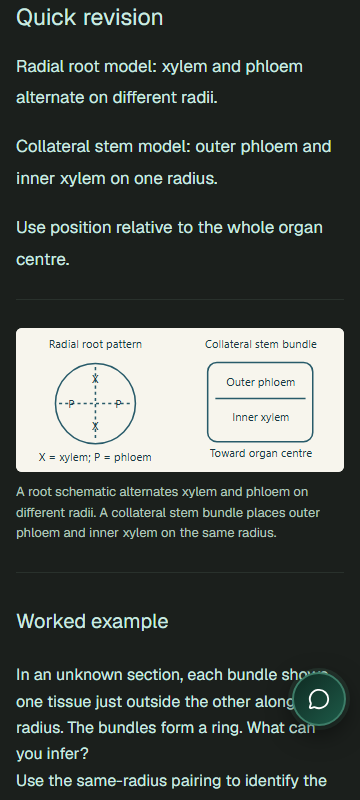 Quick revision
Radial root model: xylem and phloem
alternate on different radii.
Collateral stem model: outer phloem and
inner xylem on one radius.
Use position relative to the whole organ
centre.
Radial root pattern
Collateral stem bundle
X
P
P
X
Outer phloem
Inner xylem
X = xylem; P = phloem
Toward organ centre
A root schematic alternates xylem and phloem on
different radii. A collateral stem bundle places outer
phloem and inner xylem on the same radius.
Worked example
In an unknown section, each bundle shows
one tissue just outside the other along
radius. The bundles form a ring. What can
you infer?
Use the same-radius pairing to identify the